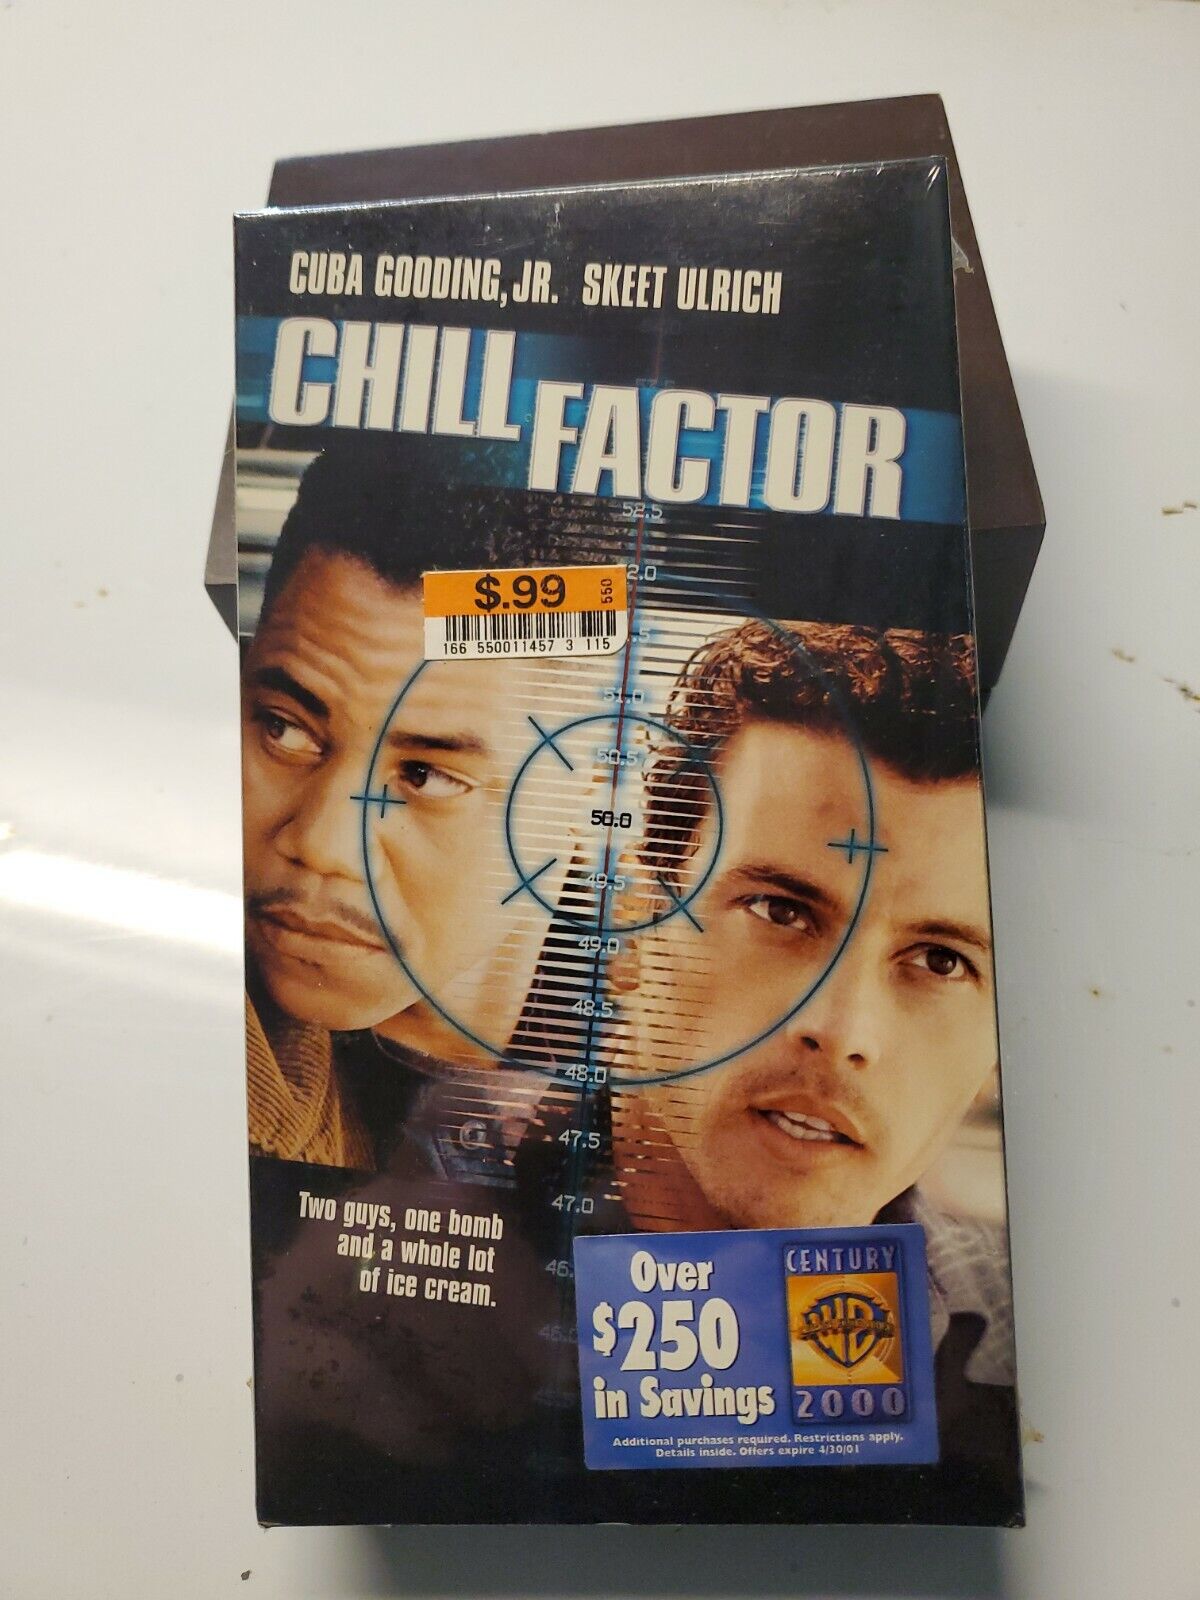 CUBA GOODING, JR. SKEET ULRICH
CHILL FACTOR
52.5
$.99 550
166 550011457 3 115
51.0
50.5
50.0
49.5
49.0
48.5
48.0
47.5
47.0
46.
Two guys, one bomb
and a whole lot
of ice cream.
Over
$250
in Savings
CENTURY
WB
2000
Additional purchases required. Restrictions apply.
Details inside. Offers expire 4/30/01